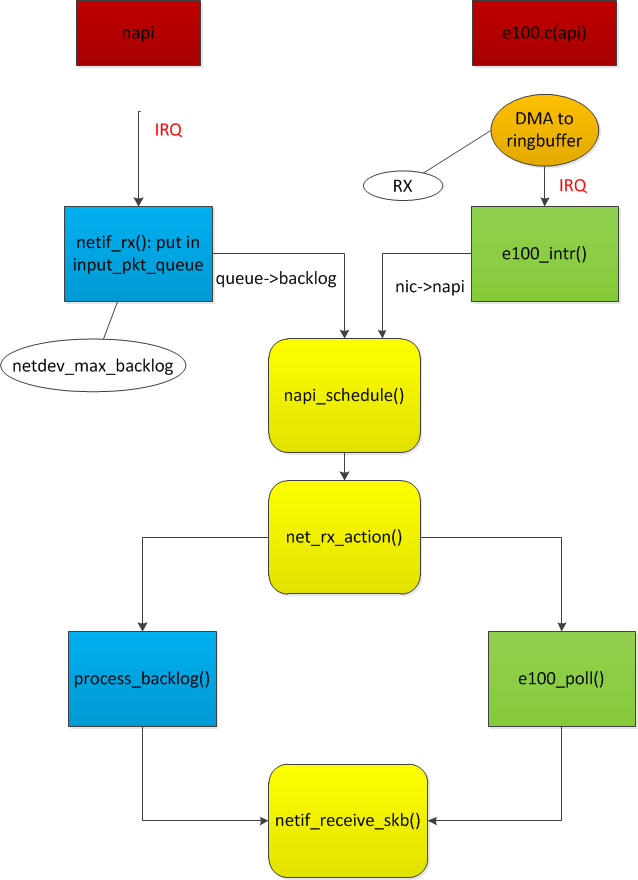 napi
e100.c(api)
IRQ
DMA to
ringbuffer
RX
IRQ
netif_rx(): put in
input_pkt_queue
e100_intr()
queue->backlog
nic->napi
netdev_max_backlog
napi_schedule()
net_rx_action()
process_backlog()
e100_poll()
netif_receive_skb()